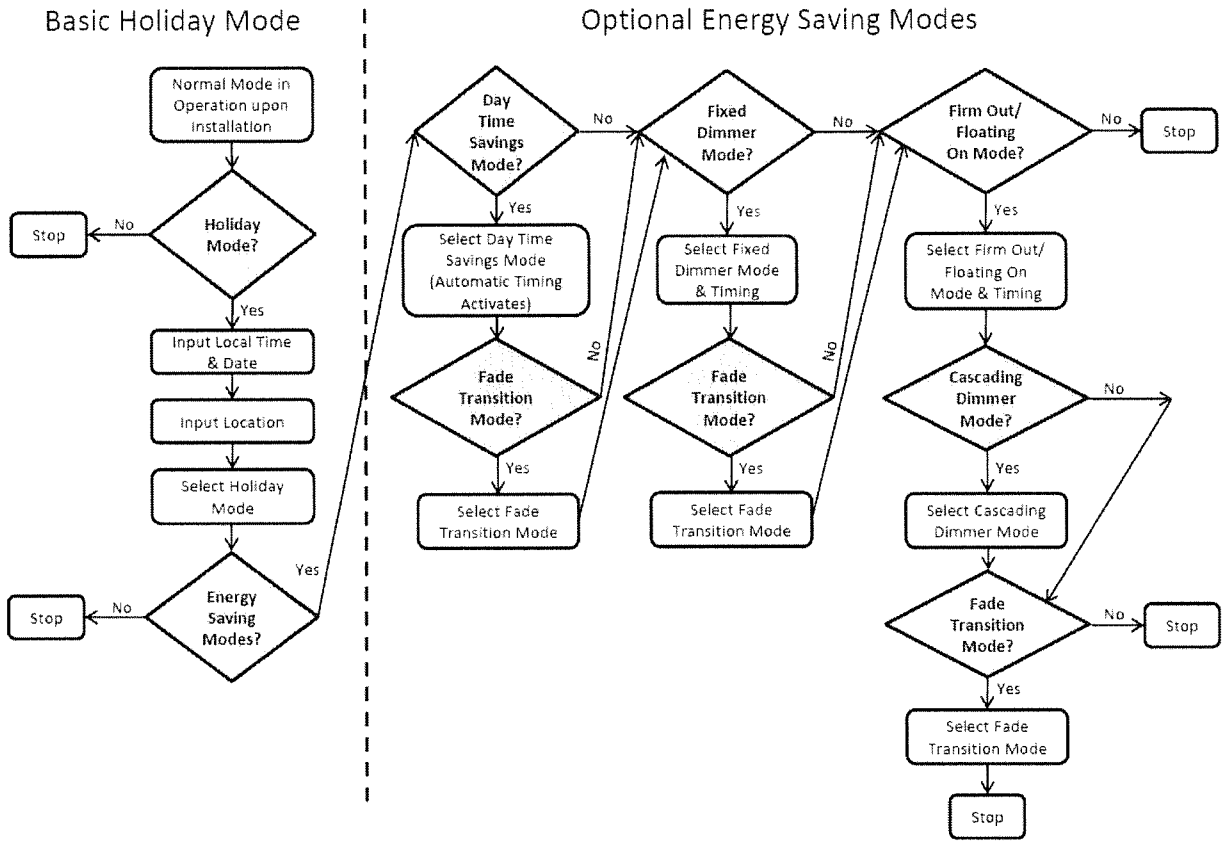 Basic Holiday Mode
Normal Mode in
Operation upon
Installation
Holiday
Mode?
No
Stop
Yes
Input Local Time
& Date
Input Location
Select Holiday
Mode
Energy
Saving
Modes?
No
Stop
Yes
Optional Energy Saving Modes
Day
Time
Savings
Mode?
No
Yes
Select Day Time
Savings Mode
(Automatic Timing
Activates)
Fade
Transition
Mode?
No
Yes
Select Fade
Transition Mode
Fixed
Dimmer
Mode?
No
Yes
Select Fixed
Dimmer Mode
& Timing
Fade
Transition
Mode?
No
Yes
Select Fade
Transition Mode
Firm Out/
Floating
On Mode?
No
Stop
Yes
Select Firm Out/
Floating On
Mode & Timing
Cascading
Dimmer
Mode?
No
Yes
Select Cascading
Dimmer Mode
Fade
Transition
Mode?
No
Stop
Yes
Select Fade
Transition Mode
Stop